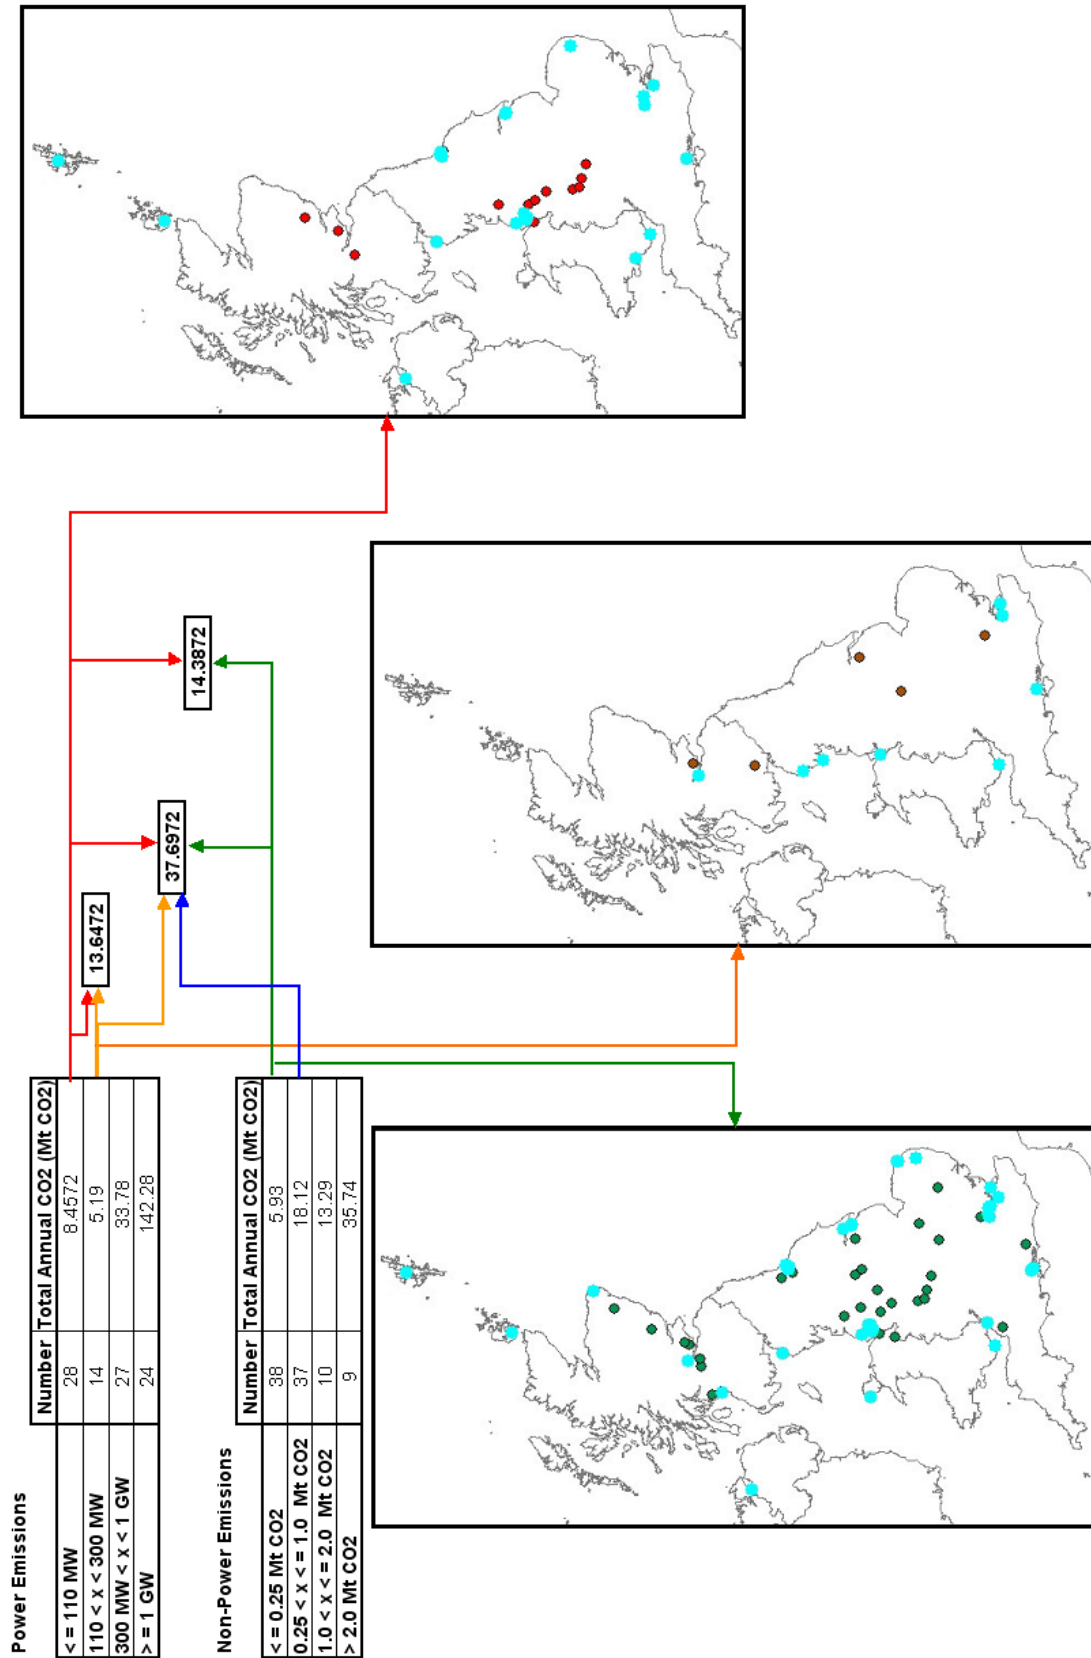 Power Emissions
Number Total Annual CO2 (Mt CO2)
< = 110 MW 28 8.4572
110 < x < 300 MW 14 5.19
300 MW < x < 1 GW 27 33.78
> = 1 GW 24 142.28
13.6472
37.6972
14.3872
Non-Power Emissions
Number Total Annual CO2 (Mt CO2)
< = 0.25 Mt CO2 38 5.93
0.25 < x < = 1.0 Mt CO2 37 18.12
1.0 < x < = 2.0 Mt CO2 10 13.29
> 2.0 Mt CO2 9 35.74